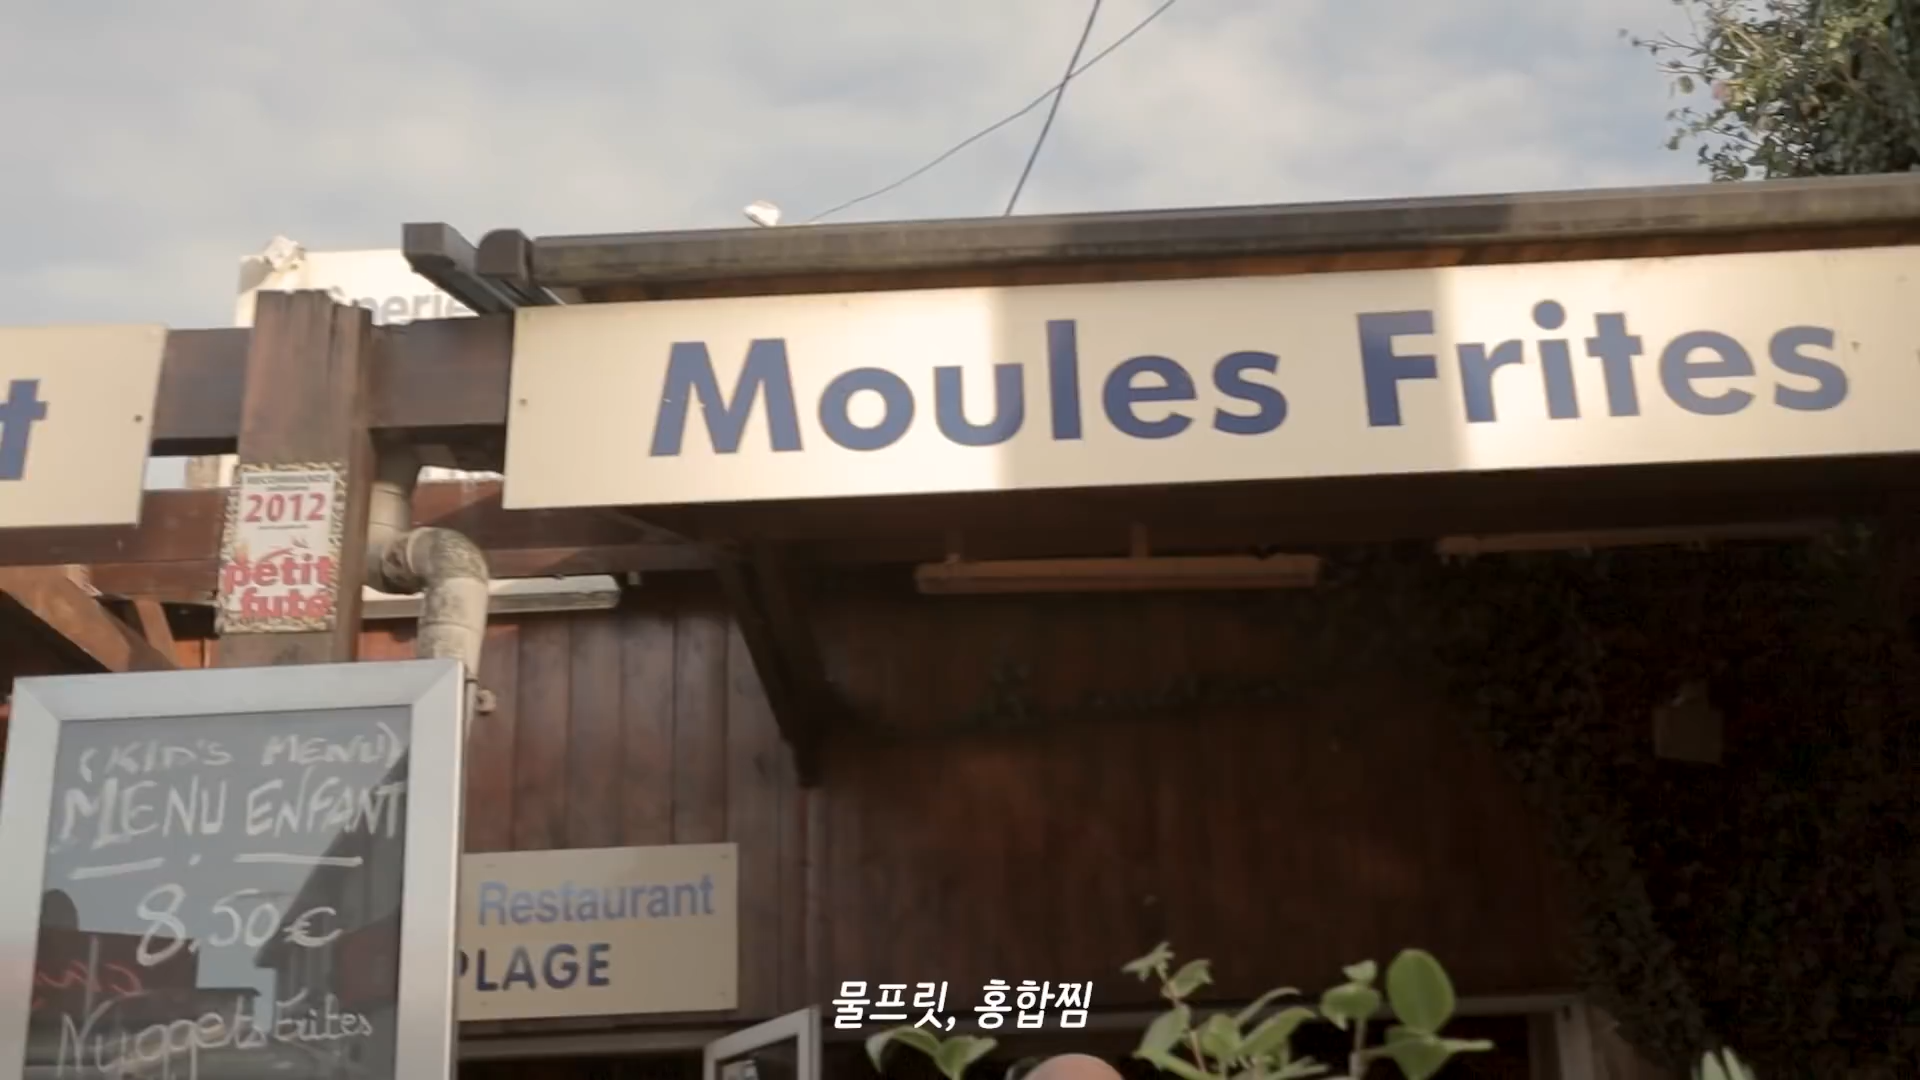 Moules Frites
2012
petit
futé
(KID'S MENU)
MENU ENFANT
8,50€
Nuggets Frites
Restaurant
PLAGE
물프릿, 홍합찜